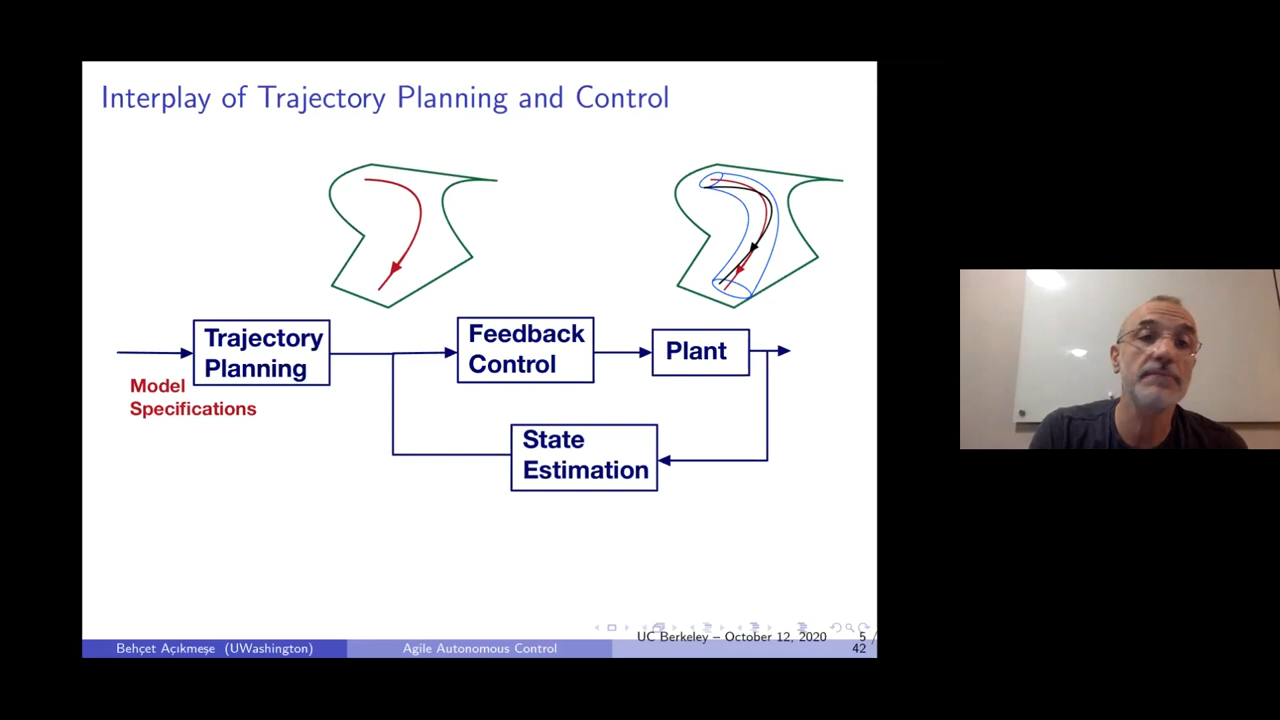 Interplay of Trajectory Planning and Control
Trajectory
Planning
Feedback
Control
Plant
Model
Specifications
State
Estimation
UC Berkeley – October 12, 2020 5 /
42
Behçet Açıkmeşe (UWashington) Agile Autonomous Control